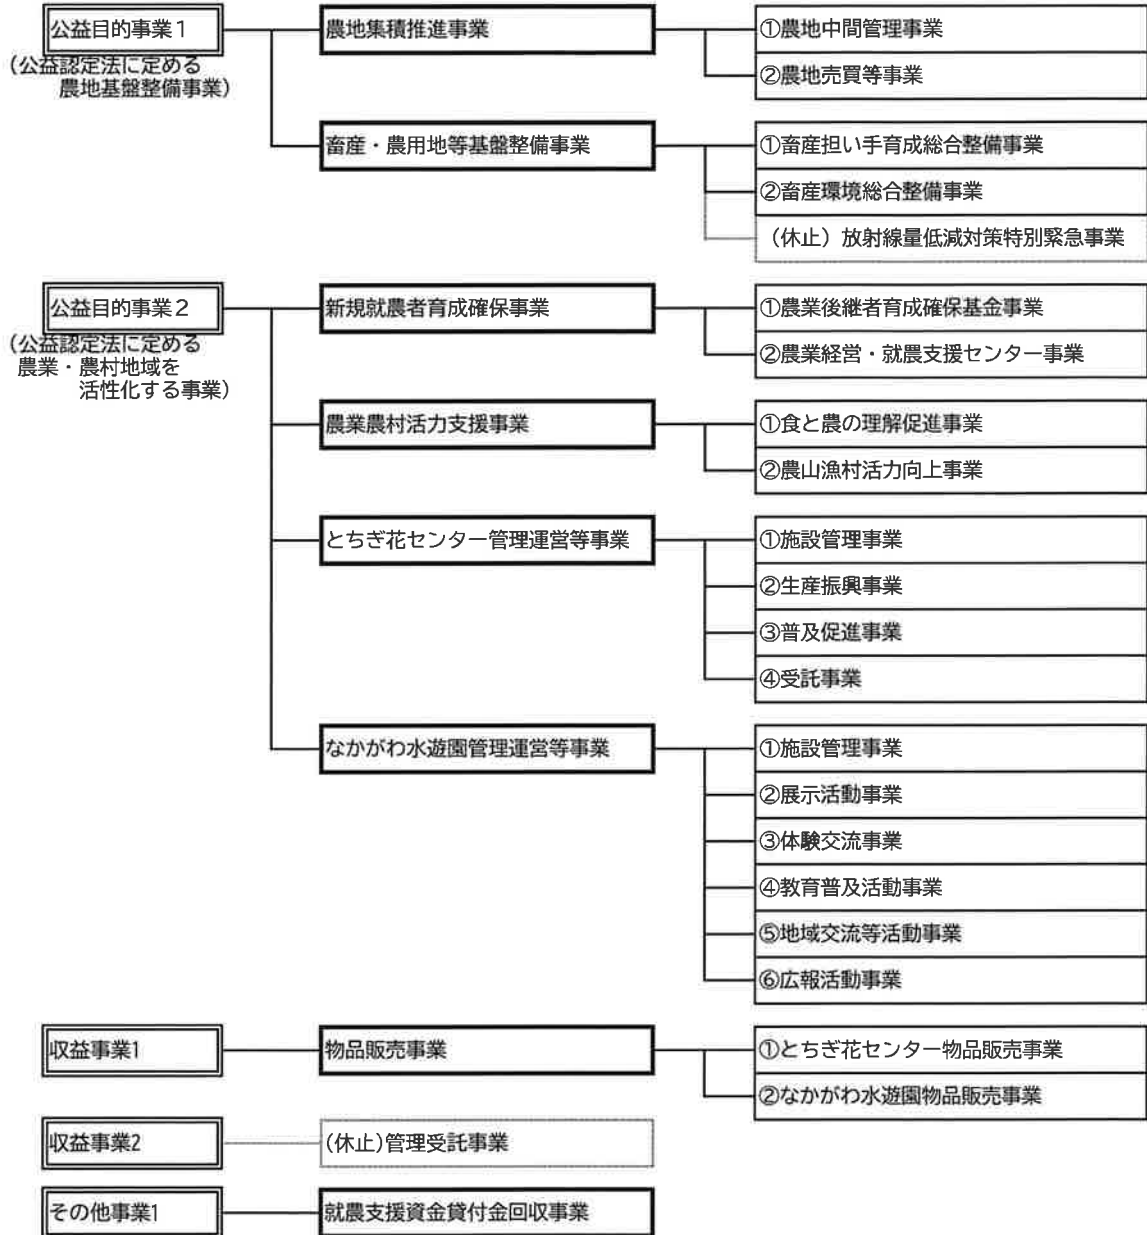 公益目的事業1
農地集積推進事業
①農地中間管理事業
(公益認定法に定める
農地基盤整備事業)
②農地売買等事業
畜産・農用地等基盤整備事業
①畜産担い手育成総合整備事業
②畜産環境総合整備事業
(休止)放射線量低減対策特別緊急事業
公益目的事業2
新規就農者育成確保事業
①農業後継者育成確保基金事業
(公益認定法に定める
農業・農村地域を
活性化する事業)
②農業経営・就農支援センター事業
農業農村活力支援事業
①食と農の理解促進事業
②農山漁村活力向上事業
とちぎ花センター管理運営等事業
①施設管理事業
②生産振興事業
③普及促進事業
④受託事業
なかがわ水遊園管理運営等事業
①施設管理事業
②展示活動事業
③体験交流事業
④教育普及活動事業
⑤地域交流等活動事業
⑥広報活動事業
収益事業1
物品販売事業
①とちぎ花センター物品販売事業
②なかがわ水遊園物品販売事業
収益事業2
(休止)管理受託事業
その他事業1
就農支援資金貸付金回収事業